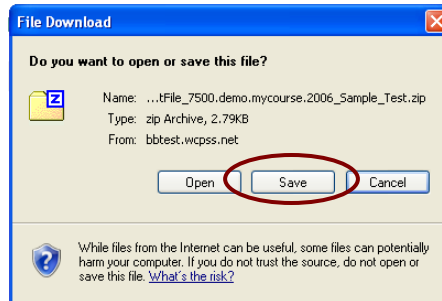 File Download
Do you want to open or save this file?
Name: ...tFile_7500.demo.mycourse.2006_Sample_Test.zip
Type: zip Archive, 2.79KB
From: bbtest.wcpss.net
Open Save Cancel
While files from the Internet can be useful, some files can potentially
harm your computer. If you do not trust the source, do not open or
save this file. What's the risk?